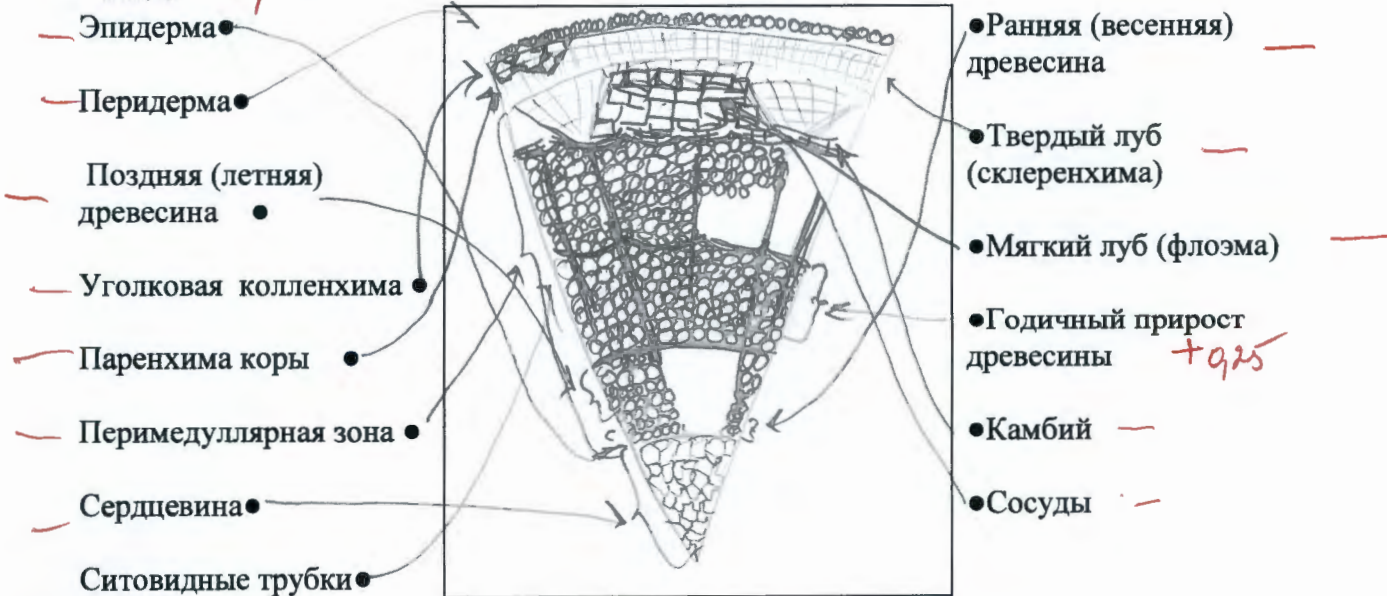 Эпидерма
Перидерма
Поздняя (летняя)
древесина
Уголковая колленхима
Паренхима коры
Перимедуллярная зона
Сердцевина
Ситовидные трубки
Ранняя (весенняя)
древесина
Твердый луб
(склеренхима)
Мягкий луб (флоэма)
Годичный прирост
древесины
+ 0,25
Камбий
Сосуды